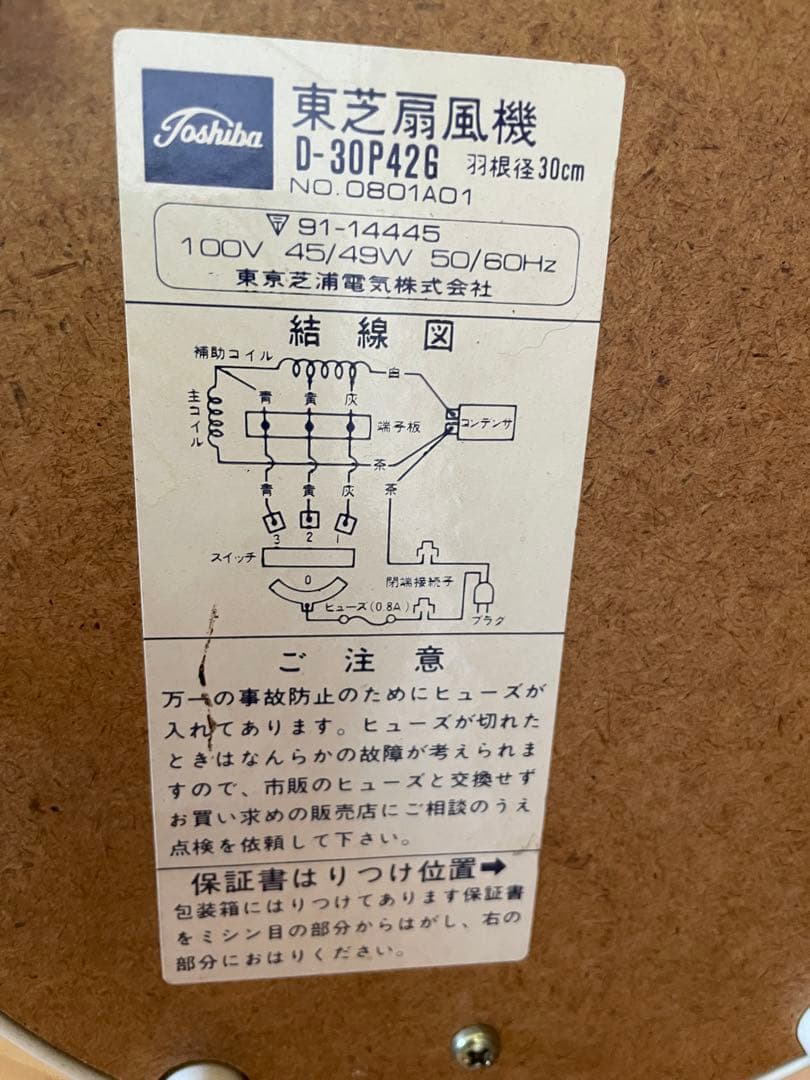 Toshiba
東芝扇風機
D-30P42G 羽根径30cm
NO.0801A01
〒 91-14445
100V 45/49W 50/60Hz
東京芝浦電気株式会社
結線図
補助コイル
白
主コイル
青 黄 灰
端子板
コンデンサ
茶
青 黄 灰 茶
3 2 1
スイッチ
0
閉端接続子
ヒューズ(0.8A)
プラグ
ご注意
万一の事故防止のためにヒューズが
入れてあります。ヒューズが切れた
ときはなんらかの故障が考えられま
すので、市販のヒューズと交換せず
お買い求めの販売店にご相談のうえ
点検を依頼して下さい。
保証書はりつけ位置➡
包装箱にはりつけてあります保証書
をミシン目の部分からはがし、右の
部分におはりください。